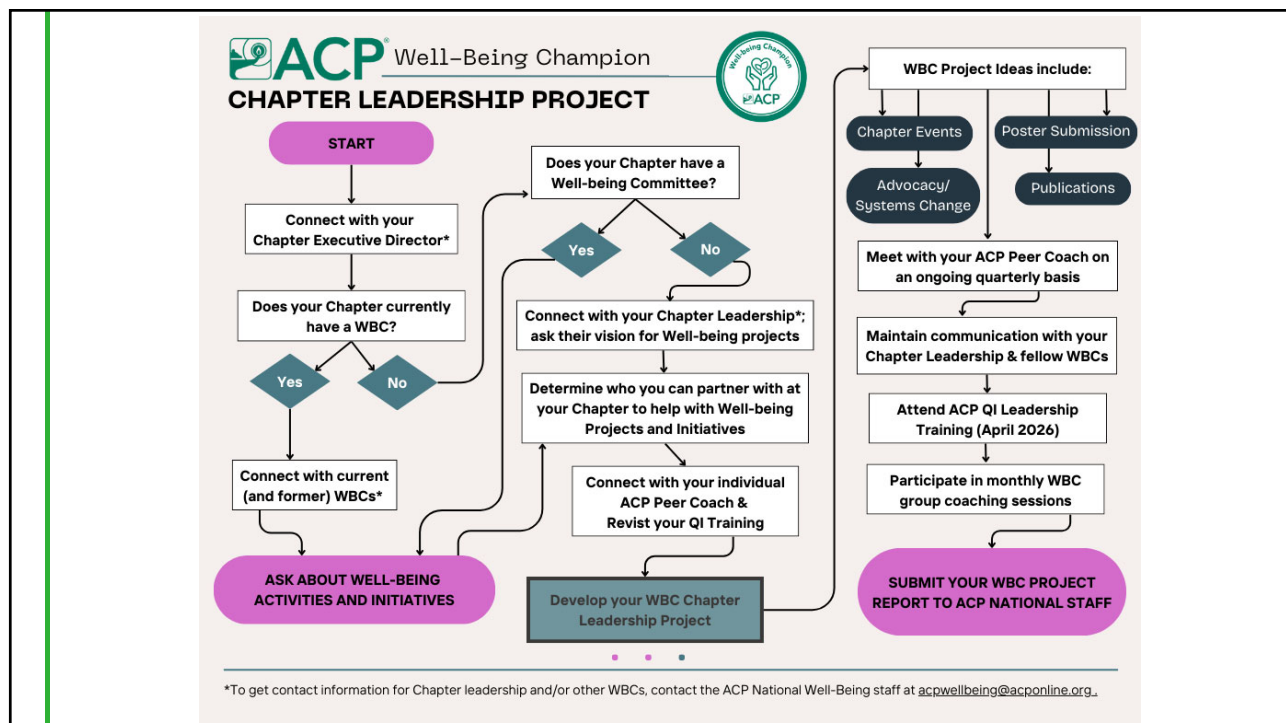 ACP® Well-Being Champion
CHAPTER LEADERSHIP PROJECT
Well-being Champion
ACP
START
Connect with your
Chapter Executive Director*
Does your Chapter currently
have a WBC?
Yes
No
Connect with current
(and former) WBCs*
ASK ABOUT WELL-BEING
ACTIVITIES AND INITIATIVES
Does your Chapter have a
Well-being Committee?
Yes
No
Connect with your Chapter Leadership*;
ask their vision for Well-being projects
Determine who you can partner with at
your Chapter to help with Well-being
Projects and Initiatives
Connect with your individual
ACP Peer Coach &
Revist your QI Training
Develop your WBC Chapter
Leadership Project
WBC Project Ideas include:
Chapter Events
Poster Submission
Advocacy/
Systems Change
Publications
Meet with your ACP Peer Coach on
an ongoing quarterly basis
Maintain communication with your
Chapter Leadership & fellow WBCs
Attend ACP QI Leadership
Training (April 2026)
Participate in monthly WBC
group coaching sessions
SUBMIT YOUR WBC PROJECT
REPORT TO ACP NATIONAL STAFF
*To get contact information for Chapter leadership and/or other WBCs, contact the ACP National Well-Being staff at acpwellbeing@acponline.org .